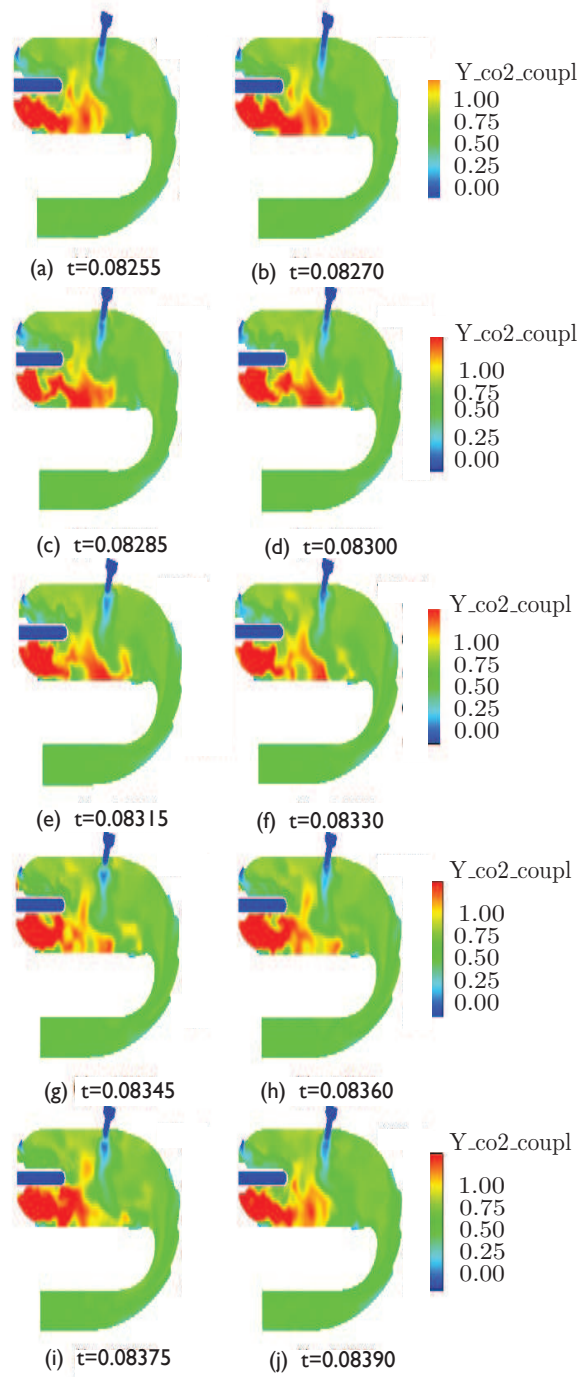 Y_co2_coupl
1.00
0.75
0.50
0.25
0.00
(a) t=0.08255
(b) t=0.08270
Y_co2_coupl
1.00
0.75
0.50
0.25
0.00
(c) t=0.08285
(d) t=0.08300
Y_co2_coupl
1.00
0.75
0.50
0.25
0.00
(e) t=0.08315
(f) t=0.08330
Y_co2_coupl
1.00
0.75
0.50
0.25
0.00
(g) t=0.08345
(h) t=0.08360
Y_co2_coupl
1.00
0.75
0.50
0.25
0.00
(i) t=0.08375
(j) t=0.08390